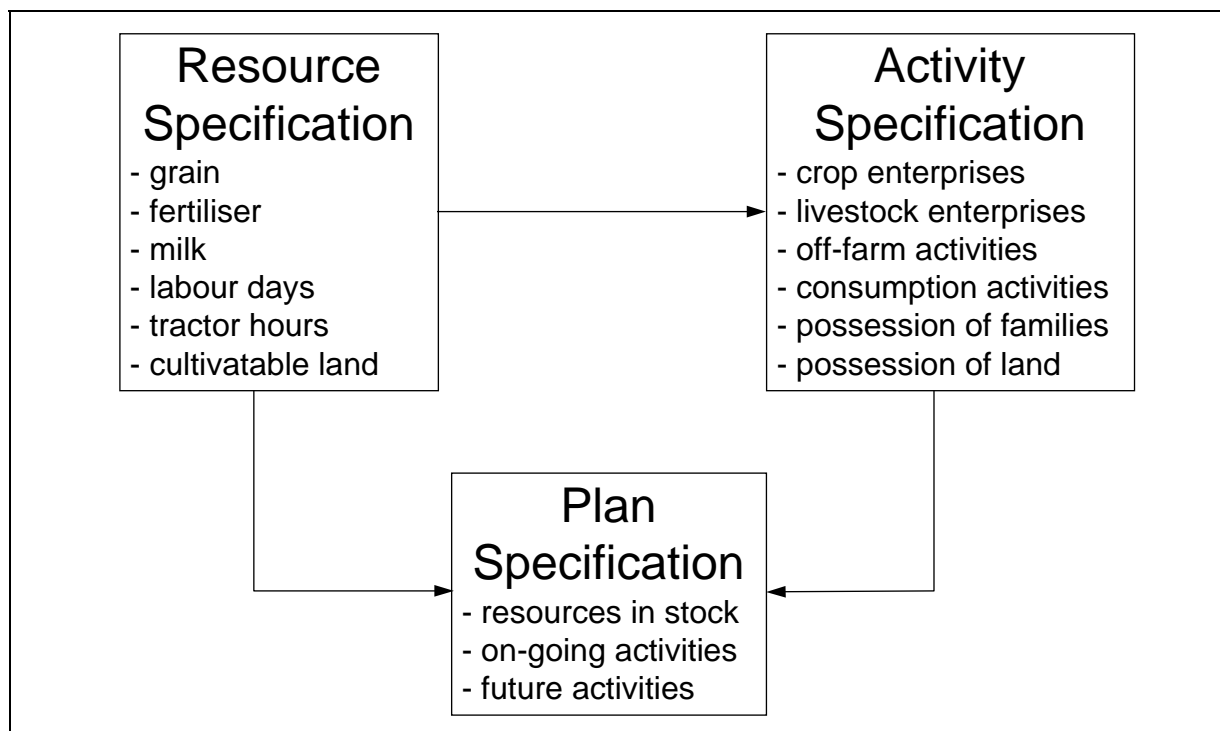 Resource
Specification
- grain
- fertiliser
- milk
- labour days
- tractor hours
- cultivatable land
Activity
Specification
- crop enterprises
- livestock enterprises
- off-farm activities
- consumption activities
- possession of families
- possession of land
Plan
Specification
- resources in stock
- on-going activities
- future activities